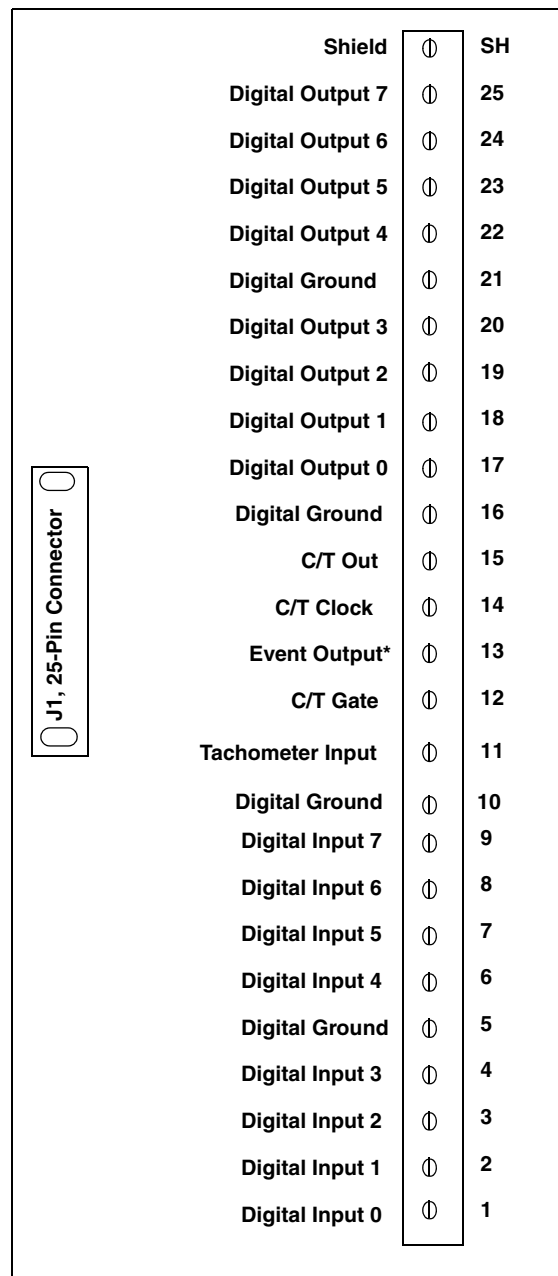 Shield SH
Digital Output 7 25
Digital Output 6 24
Digital Output 5 23
Digital Output 4 22
Digital Ground 21
Digital Output 3 20
Digital Output 2 19
Digital Output 1 18
Digital Output 0 17
Digital Ground 16
C/T Out 15
C/T Clock 14
Event Output* 13
C/T Gate 12
Tachometer Input 11
Digital Ground 10
Digital Input 7 9
Digital Input 6 8
Digital Input 5 7
Digital Input 4 6
Digital Ground 5
Digital Input 3 4
Digital Input 2 3
Digital Input 1 2
Digital Input 0 1
J1, 25-Pin Connector